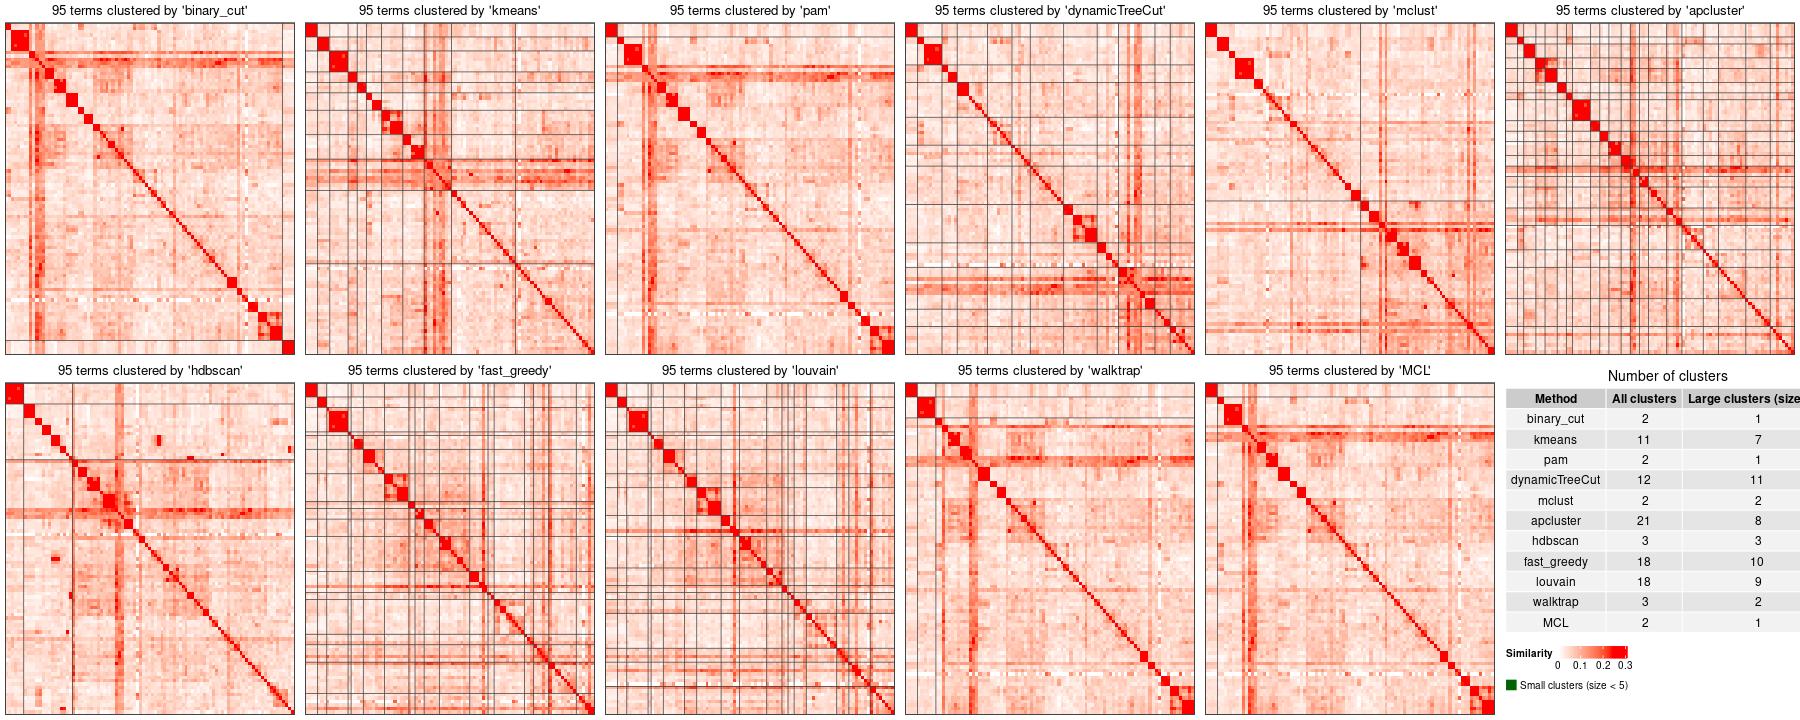 95 terms clustered by 'binary_cut'
95 terms clustered by 'kmeans'
95 terms clustered by 'pam'
95 terms clustered by 'dynamicTreeCut'
95 terms clustered by 'mclust'
95 terms clustered by 'apcluster'
95 terms clustered by 'hdbscan'
95 terms clustered by 'fast_greedy'
95 terms clustered by 'louvain'
95 terms clustered by 'walktrap'
95 terms clustered by 'MCL'
Number of clusters
Method All clusters Large clusters (size
binary_cut 2 1
kmeans 11 7
pam 2 1
dynamicTreeCut 12 11
mclust 2 2
apcluster 21 8
hdbscan 3 3
fast_greedy 18 10
louvain 18 9
walktrap 3 2
MCL 2 1
Similarity
0 0.1 0.2 0.3
Small clusters (size < 5)